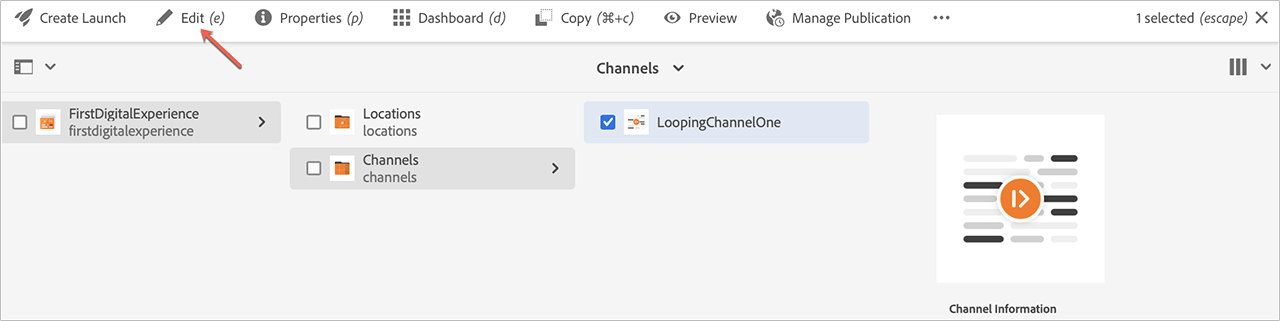 Create Launch Edit (e) Properties (p) Dashboard (d) Copy (⌘+c) Preview Manage Publication ••• 1 selected (escape)
Channels
FirstDigitalExperience
firstdigitalexperience
Locations
locations
Channels
channels
LoopingChannelOne
Channel Information